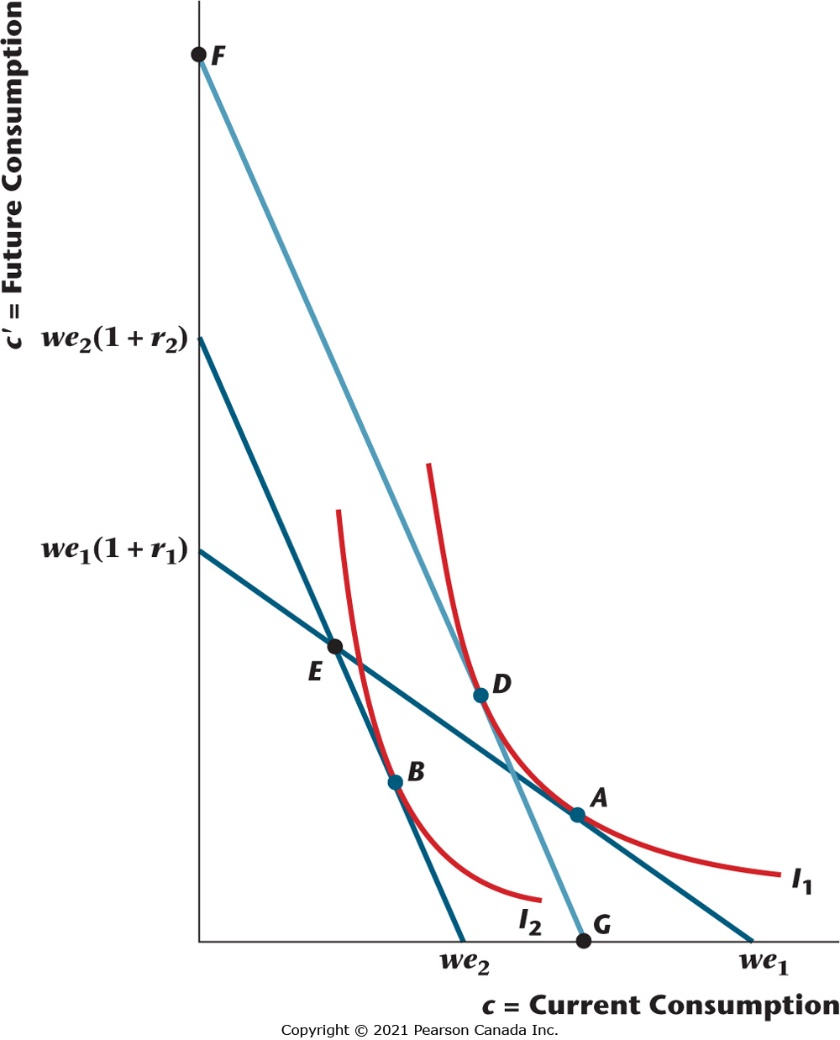 c' = Future Consumption
F
we₂(1 + r₂)
we₁(1 + r₁)
E
D
B
A
I₁
I₂
G
we₂
we₁
c = Current Consumption
Copyright © 2021 Pearson Canada Inc.